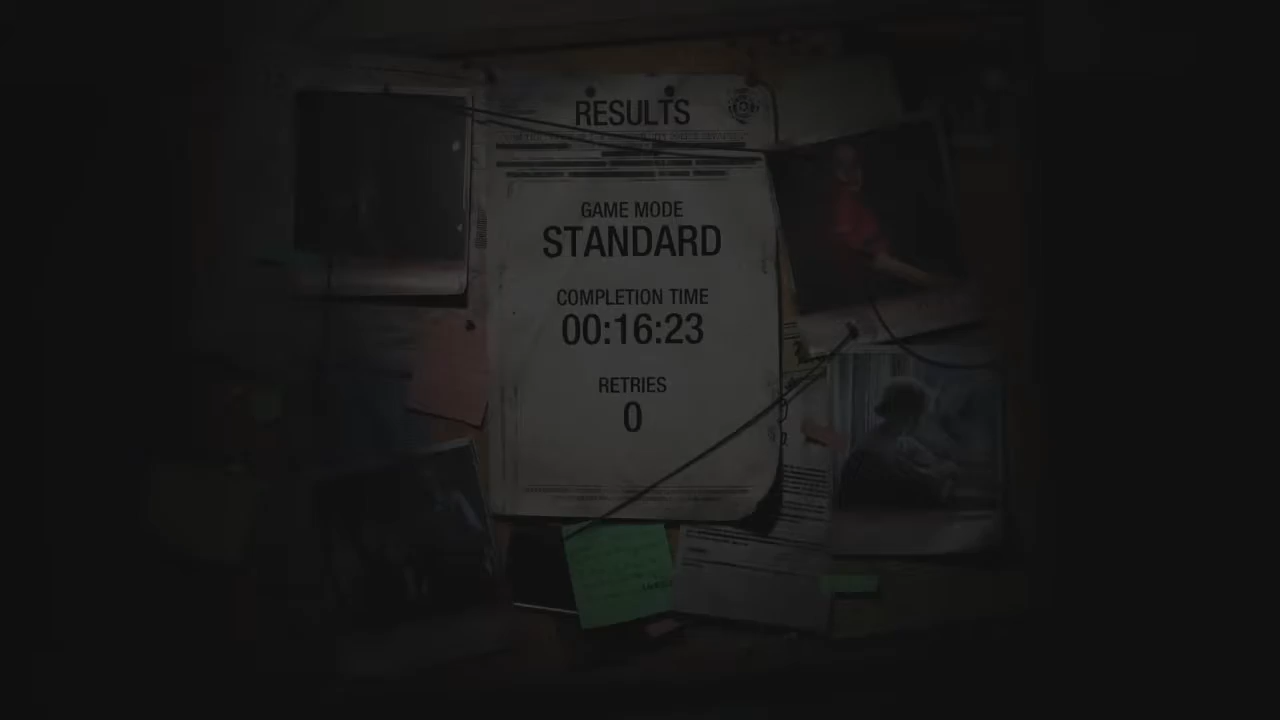 RESULTS
GAME MODE
STANDARD
COMPLETION TIME
00:16:23
RETRIES
0